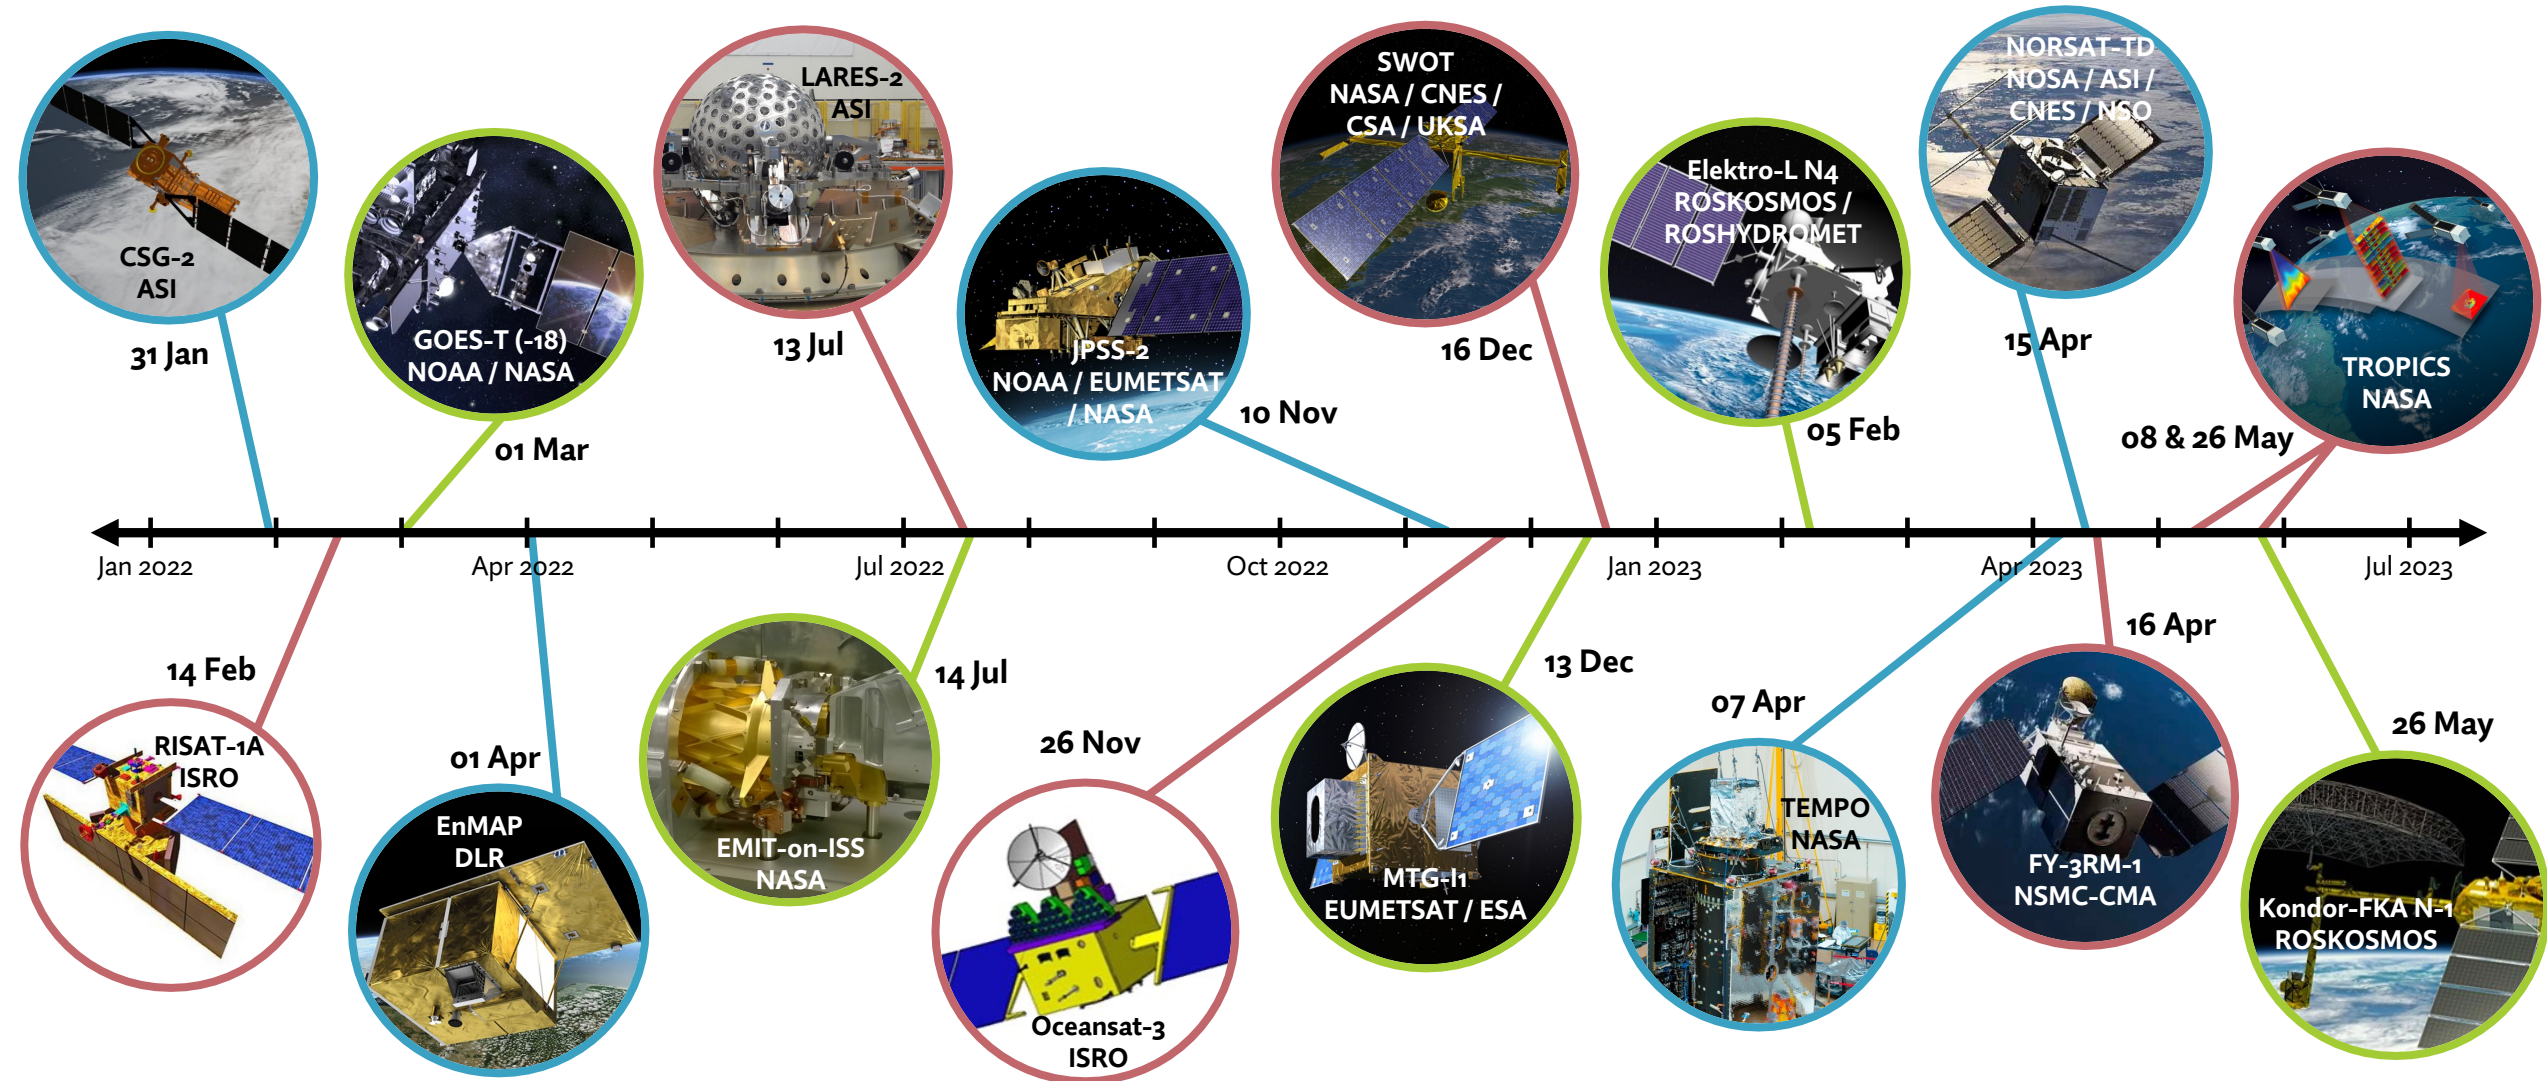 CSG-2
ASI
31 Jan
GOES-T (-18)
NOAA / NASA
01 Mar
LARES-2
ASI
13 Jul
JPSS-2
NOAA / EUMETSAT
/ NASA
10 Nov
SWOT
NASA / CNES /
CSA / UKSA
16 Dec
Elektro-L N4
ROSKOSMOS /
ROSHYDROMET
05 Feb
NORSAT-TD
NOSA / ASI /
CNES / NSO
15 Apr
TROPICS
NASA
08 & 26 May
Jan 2022
Apr 2022
Jul 2022
Oct 2022
Jan 2023
Apr 2023
Jul 2023
14 Feb
RISAT-1A
ISRO
01 Apr
EnMAP
DLR
14 Jul
EMIT-on-ISS
NASA
26 Nov
Oceansat-3
ISRO
13 Dec
MTG-I1
EUMETSAT / ESA
07 Apr
TEMPO
NASA
16 Apr
FY-3RM-1
NSMC-CMA
26 May
Kondor-FKA N-1
ROSKOSMOS